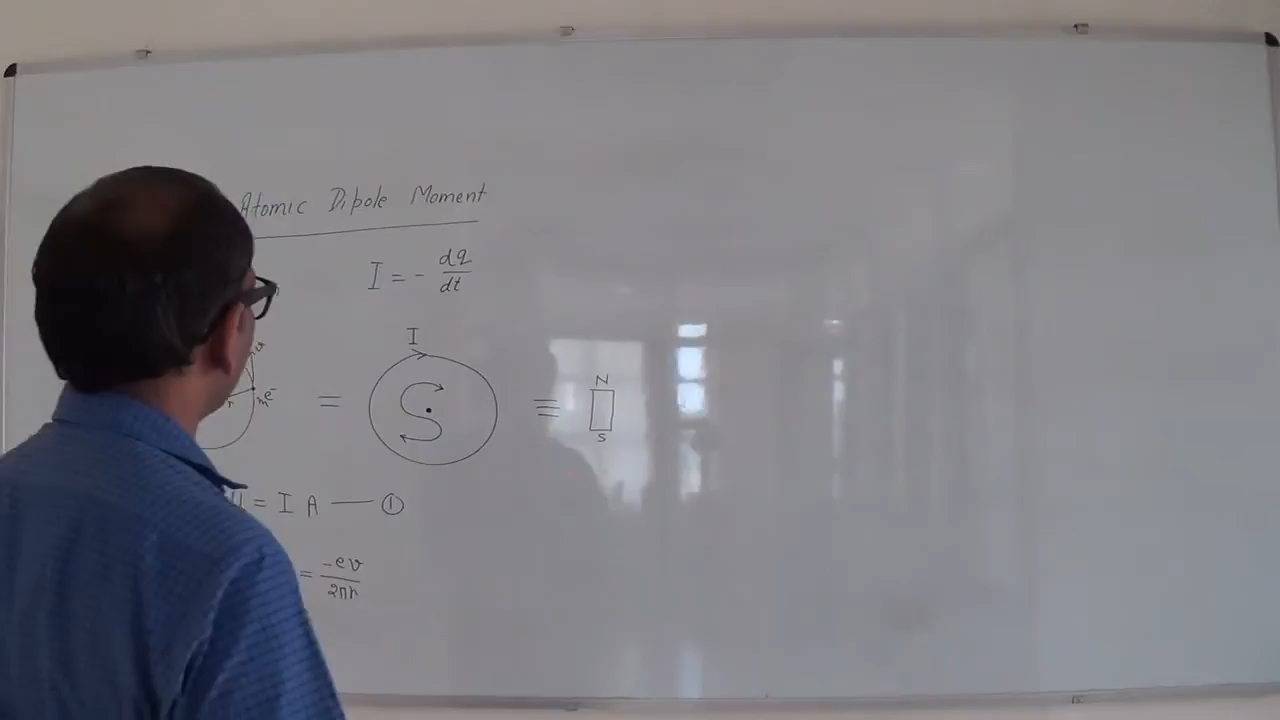 Atomic Dipole Moment
I = - dq/dt
I
v
e⁻
m
r
=
S
≡
N
S
= I A — ①
= -ev/2πr